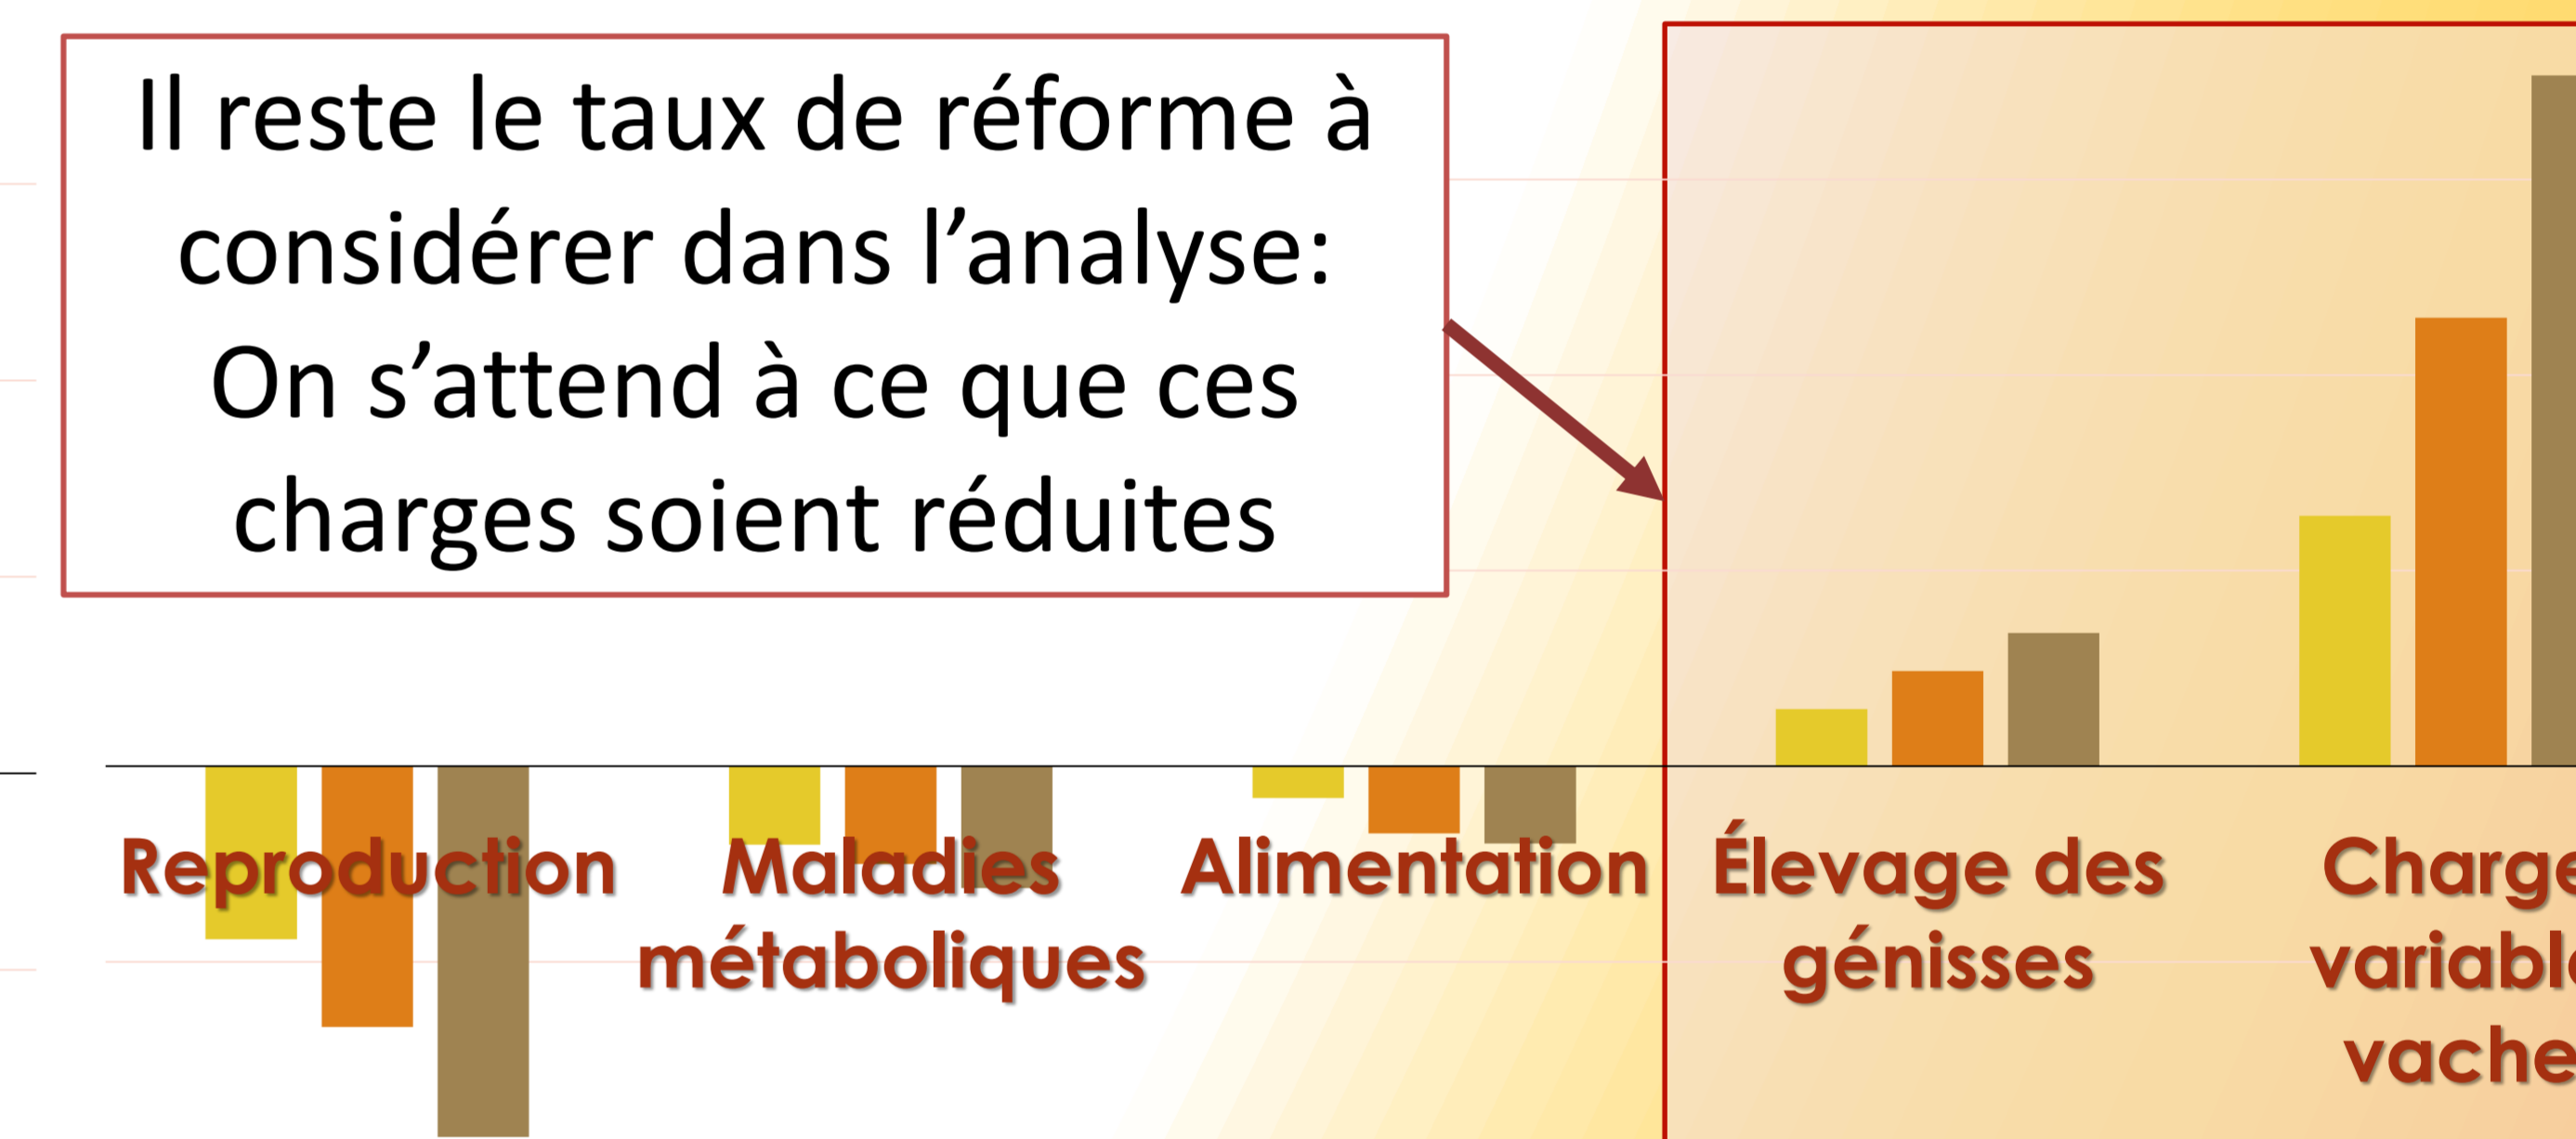 Il reste le taux de réforme à
considérer dans l’analyse:
On s’attend à ce que ces
charges soient réduites
Reproduction
Maladies
métaboliques
Alimentation
Élevage des
génisses